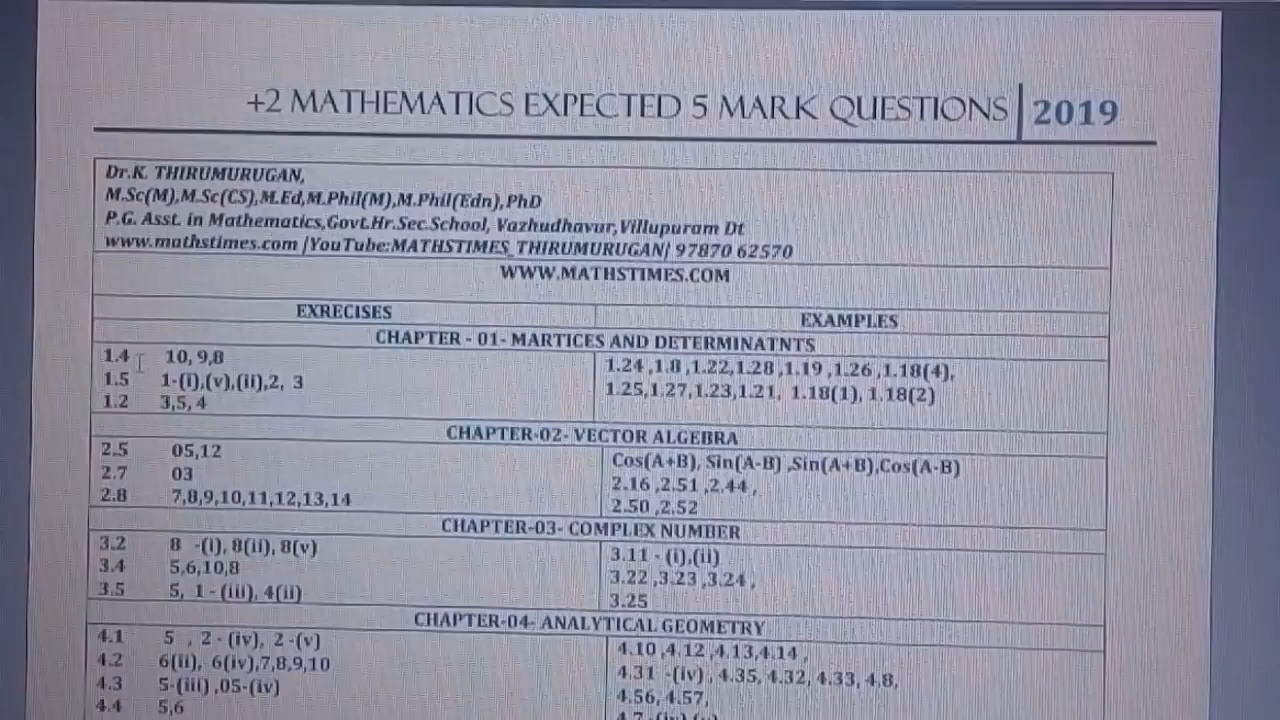 +2 MATHEMATICS EXPECTED 5 MARK QUESTIONS 2019
Dr.K. THIRUMURUGAN,
M.Sc(M),M.Sc(CS),M.Ed,M.Phil(M),M.Phil(Edn),PhD
P.G. Asst. in Mathematics,Govt.Hr.Sec.School, Vazhudhavur,Villupuram Dt
www.mathstimes.com /YouTube:MATHSTIMES_THIRUMURUGAN/ 97870 62570
WWW.MATHSTIMES.COM
EXRECISES EXAMPLES
CHAPTER - 01- MARTICES AND DETERMINATNTS
1.4 10, 9,8
1.5 1-(i),(v),(ii),2, 3
1.2 3,5, 4
1.24 ,1.8 ,1.22,1.28 ,1.19 ,1.26 ,1.18(4),
1.25,1.27,1.23,1.21, 1.18(1), 1.18(2)
CHAPTER-02- VECTOR ALGEBRA
2.5 05,12
2.7 03
2.8 7,8,9,10,11,12,13,14
Cos(A+B), Sin(A-B) ,Sin(A+B),Cos(A-B)
2.16 ,2.51 ,2.44 ,
2.50 ,2.52
CHAPTER-03- COMPLEX NUMBER
3.2 8 -(i), 8(ii), 8(v)
3.4 5,6,10,8
3.5 5, 1 - (iii), 4(ii)
3.11 - (i),(ii)
3.22 ,3.23 ,3.24 ,
3.25
CHAPTER-04- ANALYTICAL GEOMETRY
4.1 5 , 2 - (iv), 2 -(v)
4.2 6(ii), 6(iv),7,8,9,10
4.3 5-(iii) ,05-(iv)
4.4 5,6
4.10 ,4.12 ,4.13,4.14 ,
4.31 -(iv) , 4.35, 4.32, 4.33, 4.8,
4.56, 4.57,